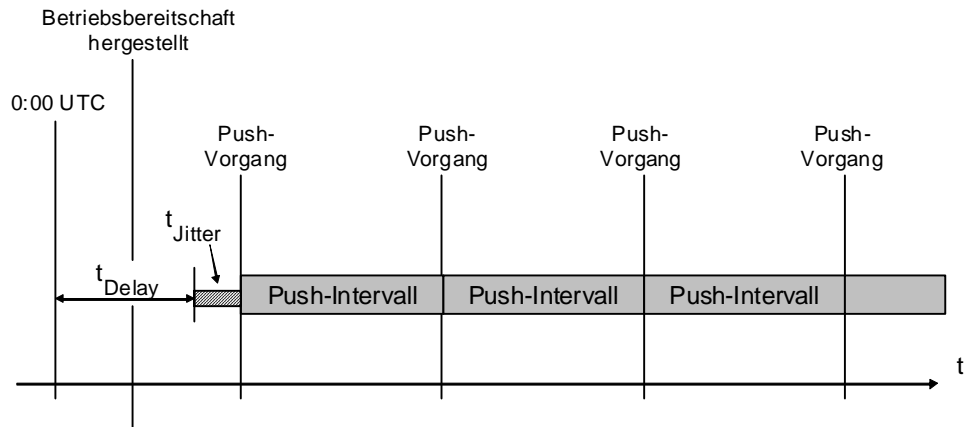 Betriebsbereitschaft
hergestellt
0:00 UTC
Push-
Vorgang
Push-
Vorgang
Push-
Vorgang
Push-
Vorgang
t Jitter
t Delay
Push-Intervall
Push-Intervall
Push-Intervall
t